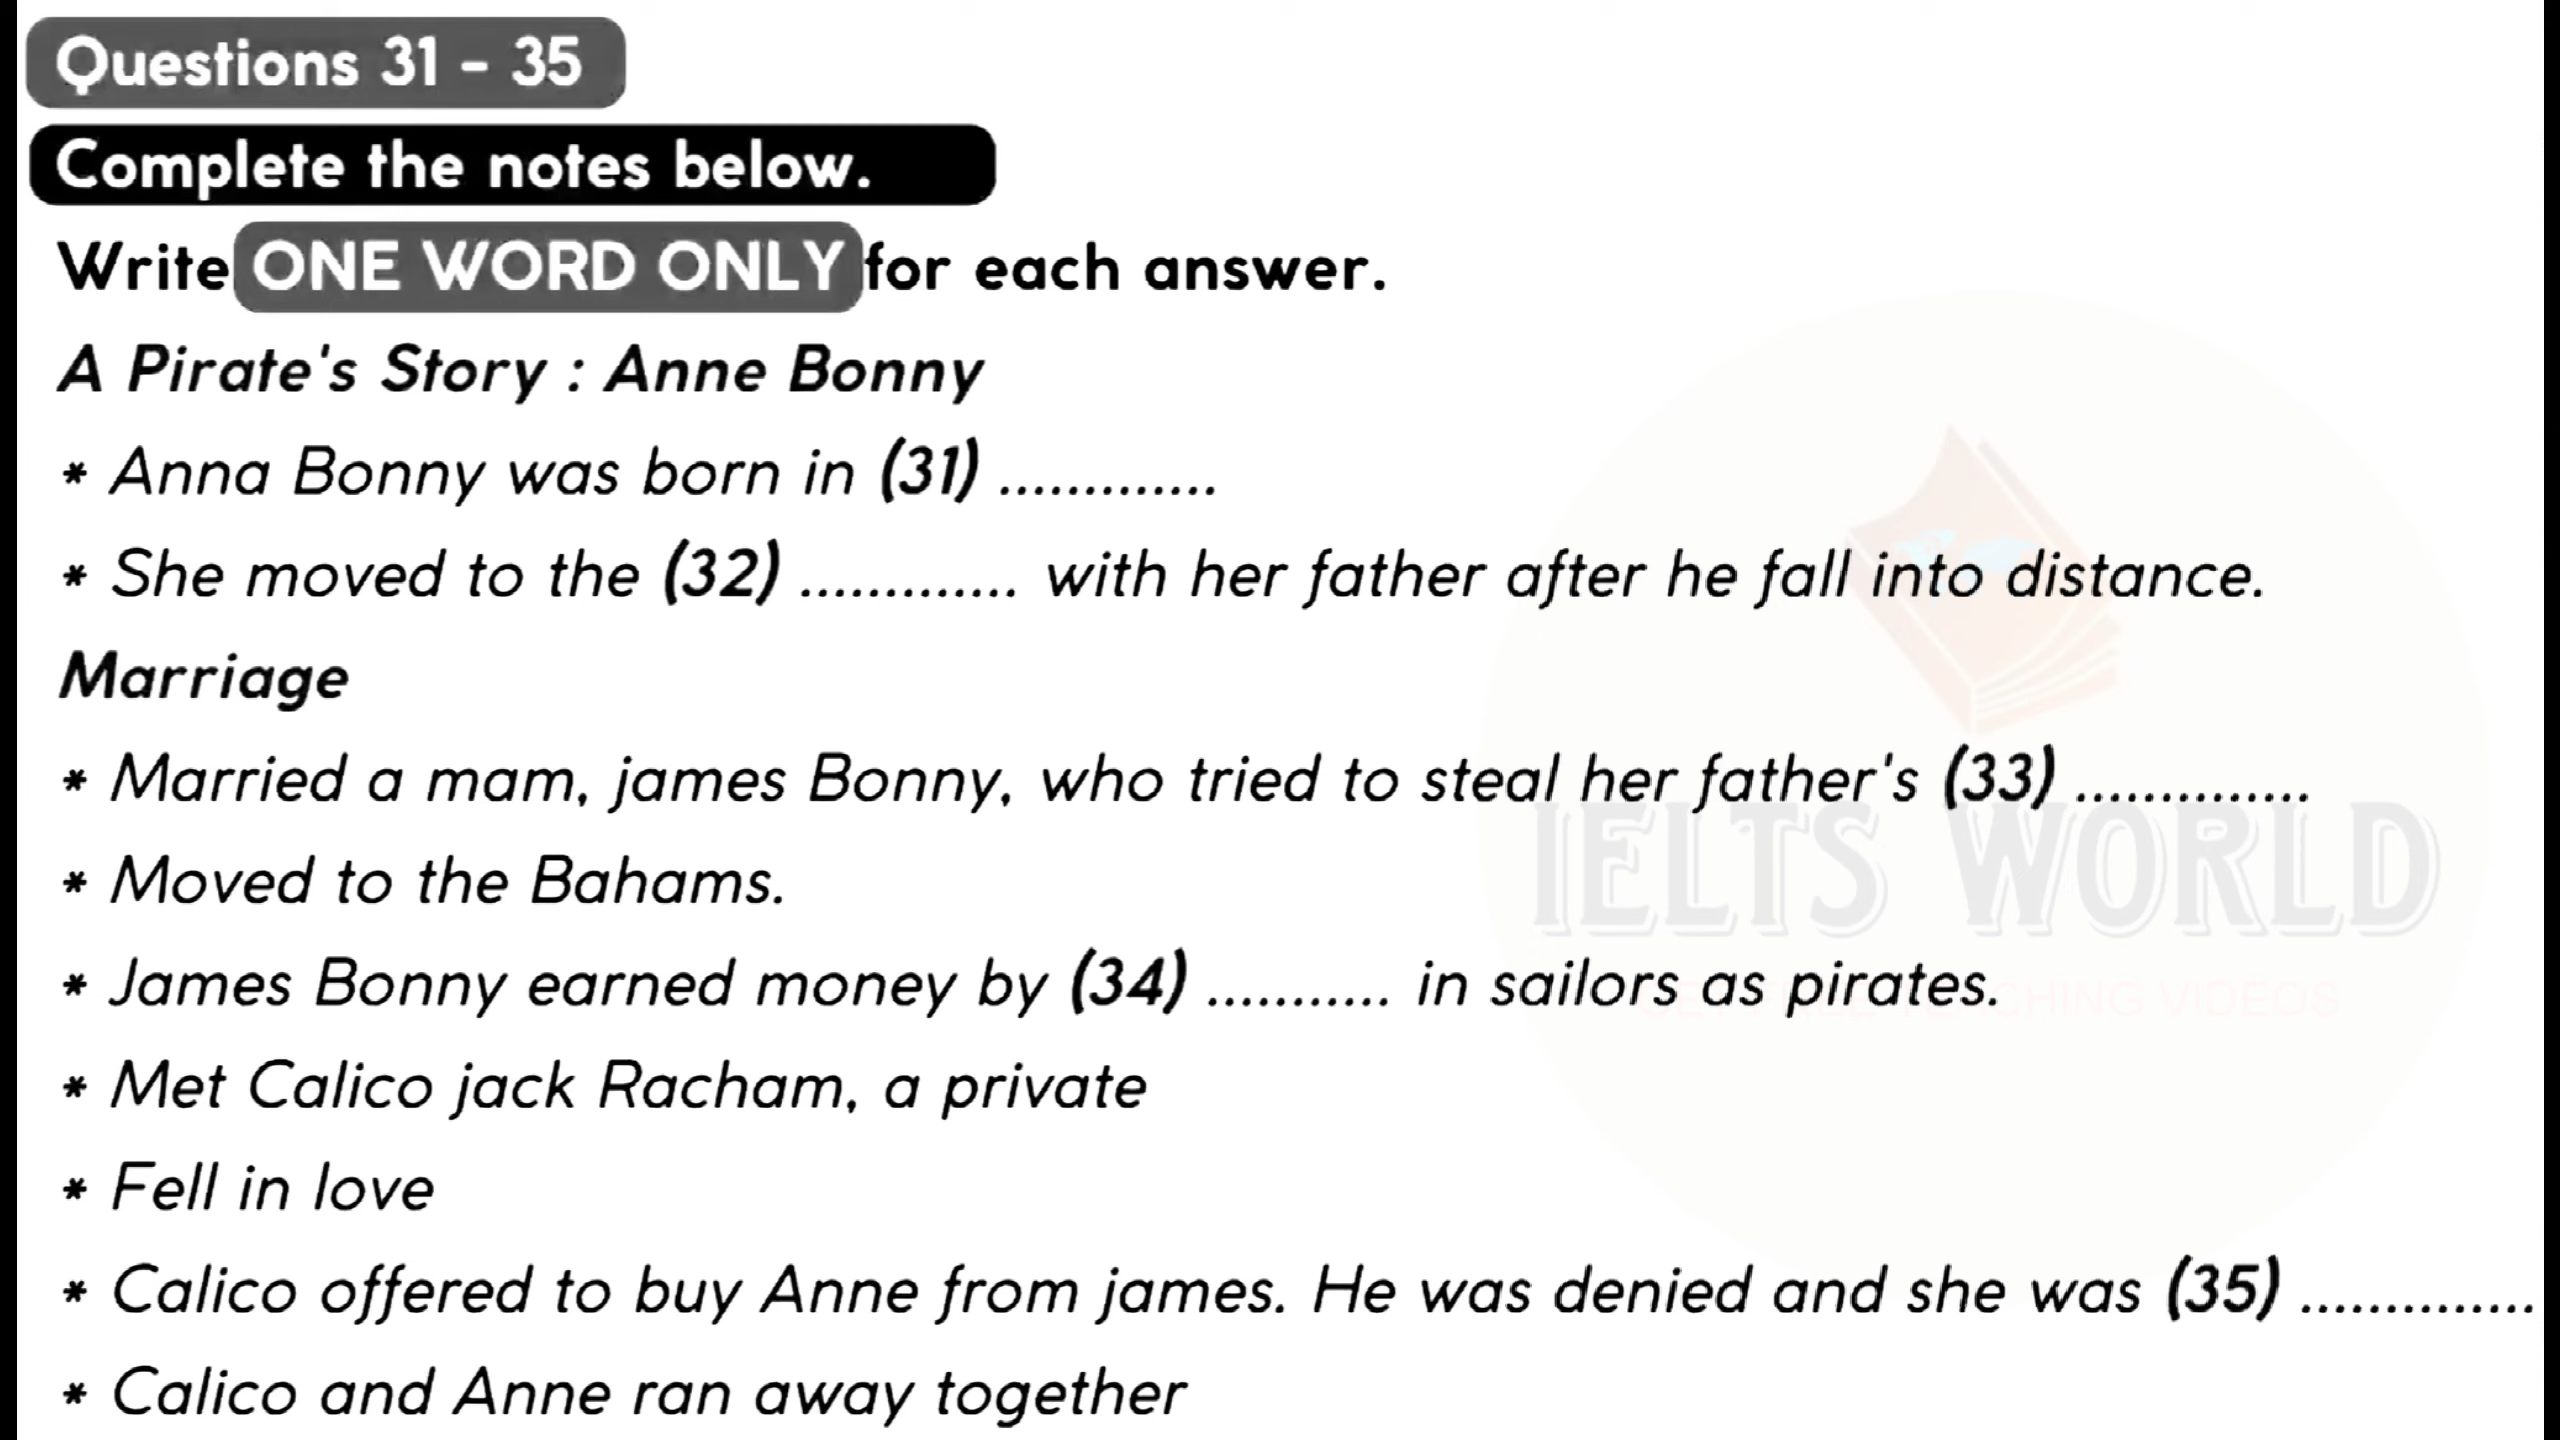 Questions 31 - 35
Complete the notes below.
Write ONE WORD ONLY for each answer.
A Pirate's Story : Anne Bonny
* Anna Bonny was born in (31) .............
* She moved to the (32) ............. with her father after he fall into distance.
Marriage
* Married a mam, james Bonny, who tried to steal her father's (33) ..............
* Moved to the Bahams.
* James Bonny earned money by (34) ........... in sailors as pirates.
* Met Calico jack Racham, a private
* Fell in love
* Calico offered to buy Anne from james. He was denied and she was (35) ..............
* Calico and Anne ran away together
IELTS WORLD